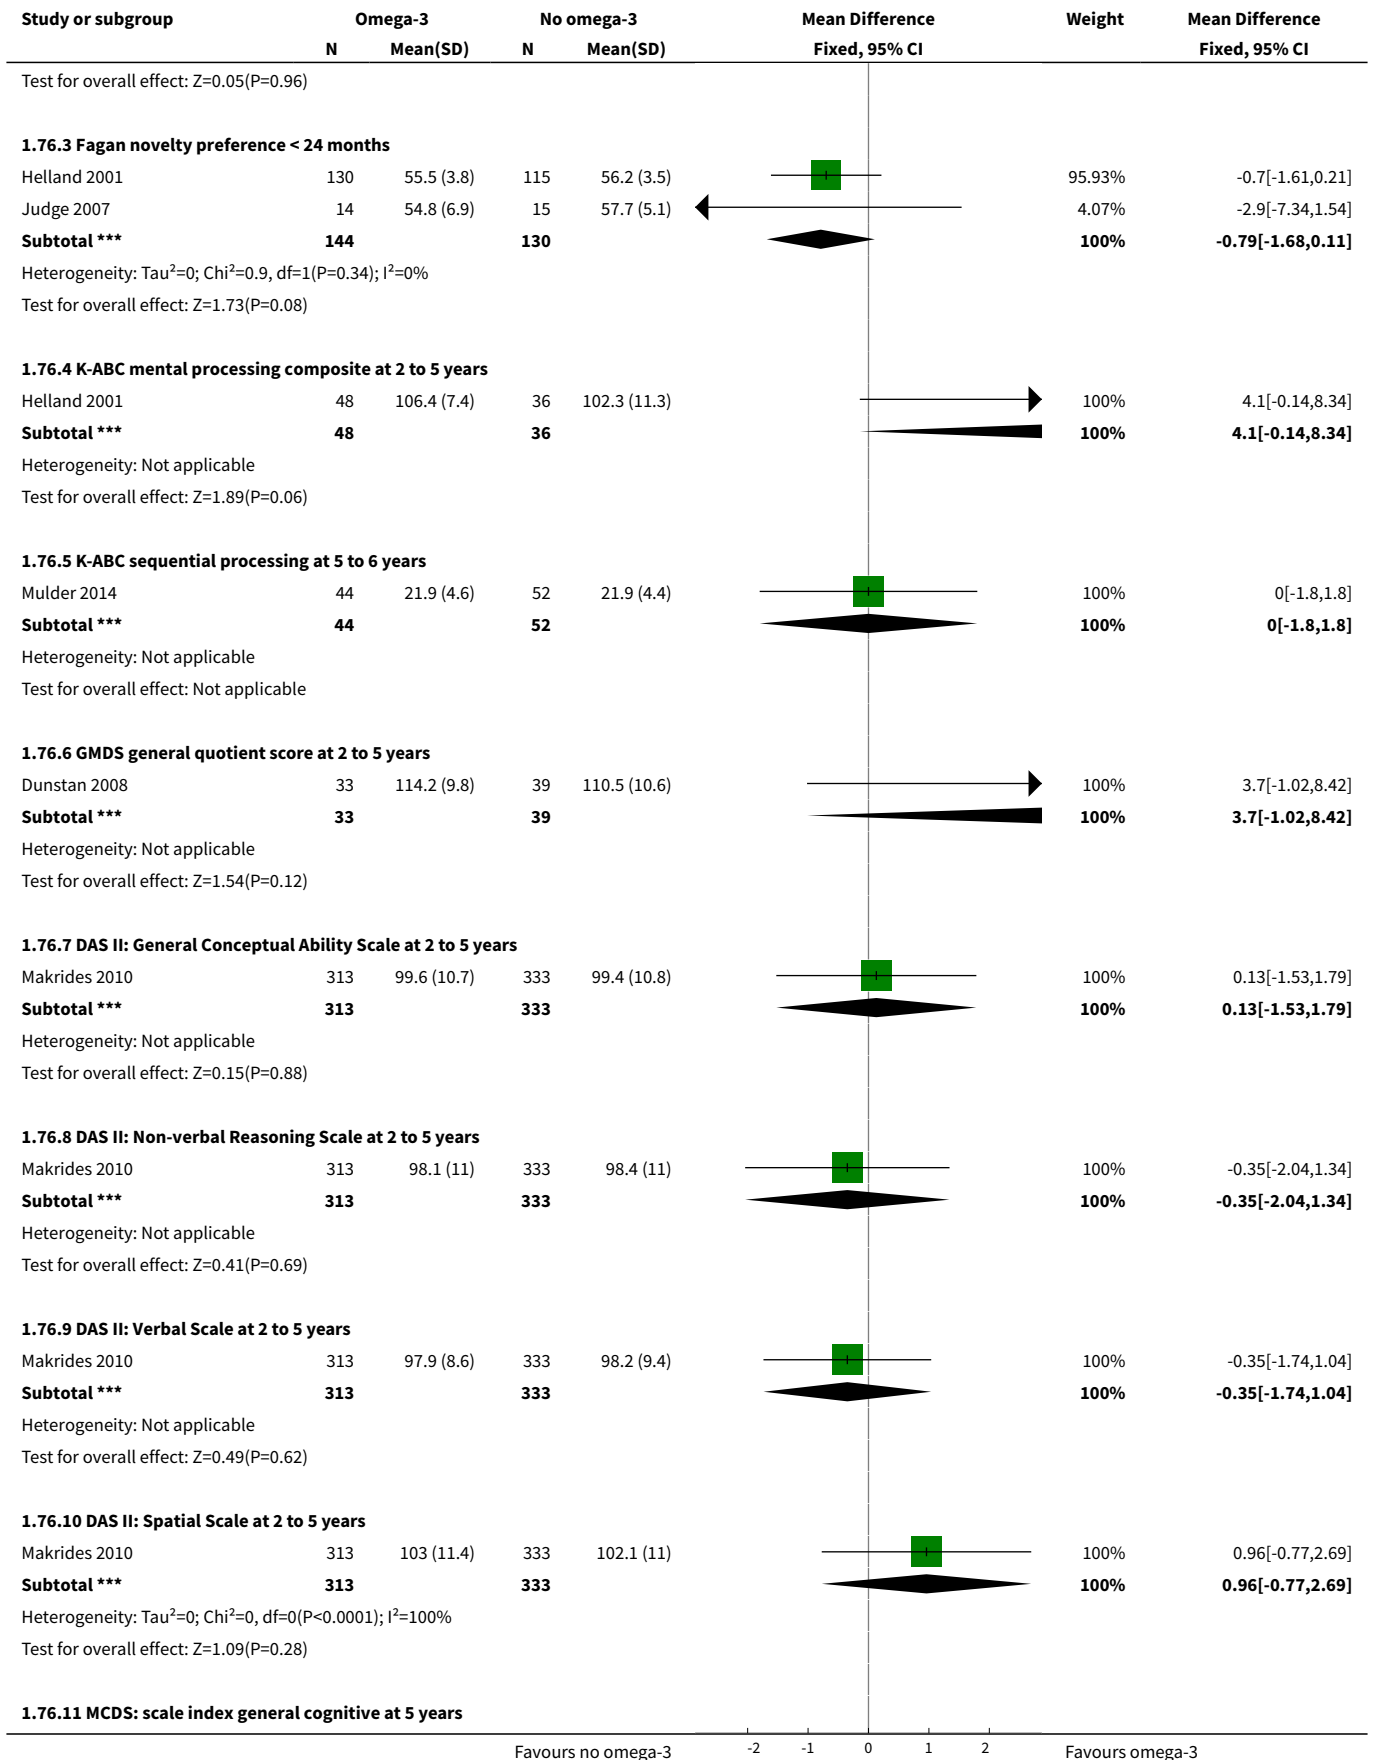 Study or subgroup Omega-3 No omega-3 Mean Difference Weight Mean Difference
N Mean(SD) N Mean(SD) Fixed, 95% CI Fixed, 95% CI
Test for overall effect: Z=0.05(P=0.96)
1.76.3 Fagan novelty preference < 24 months
Helland 2001 130 55.5 (3.8) 115 56.2 (3.5) 95.93% -0.7[-1.61,0.21]
Judge 2007 14 54.8 (6.9) 15 57.7 (5.1) 4.07% -2.9[-7.34,1.54]
Subtotal *** 144 130 100% -0.79[-1.68,0.11]
Heterogeneity: Tau²=0; Chi²=0.9, df=1(P=0.34); I²=0%
Test for overall effect: Z=1.73(P=0.08)
1.76.4 K-ABC mental processing composite at 2 to 5 years
Helland 2001 48 106.4 (7.4) 36 102.3 (11.3) 100% 4.1[-0.14,8.34]
Subtotal *** 48 36 100% 4.1[-0.14,8.34]
Heterogeneity: Not applicable
Test for overall effect: Z=1.89(P=0.06)
1.76.5 K-ABC sequential processing at 5 to 6 years
Mulder 2014 44 21.9 (4.6) 52 21.9 (4.4) 100% 0[-1.8,1.8]
Subtotal *** 44 52 100% 0[-1.8,1.8]
Heterogeneity: Not applicable
Test for overall effect: Not applicable
1.76.6 GMDS general quotient score at 2 to 5 years
Dunstan 2008 33 114.2 (9.8) 39 110.5 (10.6) 100% 3.7[-1.02,8.42]
Subtotal *** 33 39 100% 3.7[-1.02,8.42]
Heterogeneity: Not applicable
Test for overall effect: Z=1.54(P=0.12)
1.76.7 DAS II: General Conceptual Ability Scale at 2 to 5 years
Makrides 2010 313 99.6 (10.7) 333 99.4 (10.8) 100% 0.13[-1.53,1.79]
Subtotal *** 313 333 100% 0.13[-1.53,1.79]
Heterogeneity: Not applicable
Test for overall effect: Z=0.15(P=0.88)
1.76.8 DAS II: Non-verbal Reasoning Scale at 2 to 5 years
Makrides 2010 313 98.1 (11) 333 98.4 (11) 100% -0.35[-2.04,1.34]
Subtotal *** 313 333 100% -0.35[-2.04,1.34]
Heterogeneity: Not applicable
Test for overall effect: Z=0.41(P=0.69)
1.76.9 DAS II: Verbal Scale at 2 to 5 years
Makrides 2010 313 97.9 (8.6) 333 98.2 (9.4) 100% -0.35[-1.74,1.04]
Subtotal *** 313 333 100% -0.35[-1.74,1.04]
Heterogeneity: Not applicable
Test for overall effect: Z=0.49(P=0.62)
1.76.10 DAS II: Spatial Scale at 2 to 5 years
Makrides 2010 313 103 (11.4) 333 102.1 (11) 100% 0.96[-0.77,2.69]
Subtotal *** 313 333 100% 0.96[-0.77,2.69]
Heterogeneity: Tau²=0; Chi²=0, df=0(P<0.0001); I²=100%
Test for overall effect: Z=1.09(P=0.28)
1.76.11 MCDS: scale index general cognitive at 5 years
Favours no omega-3 -2 -1 0 1 2 Favours omega-3